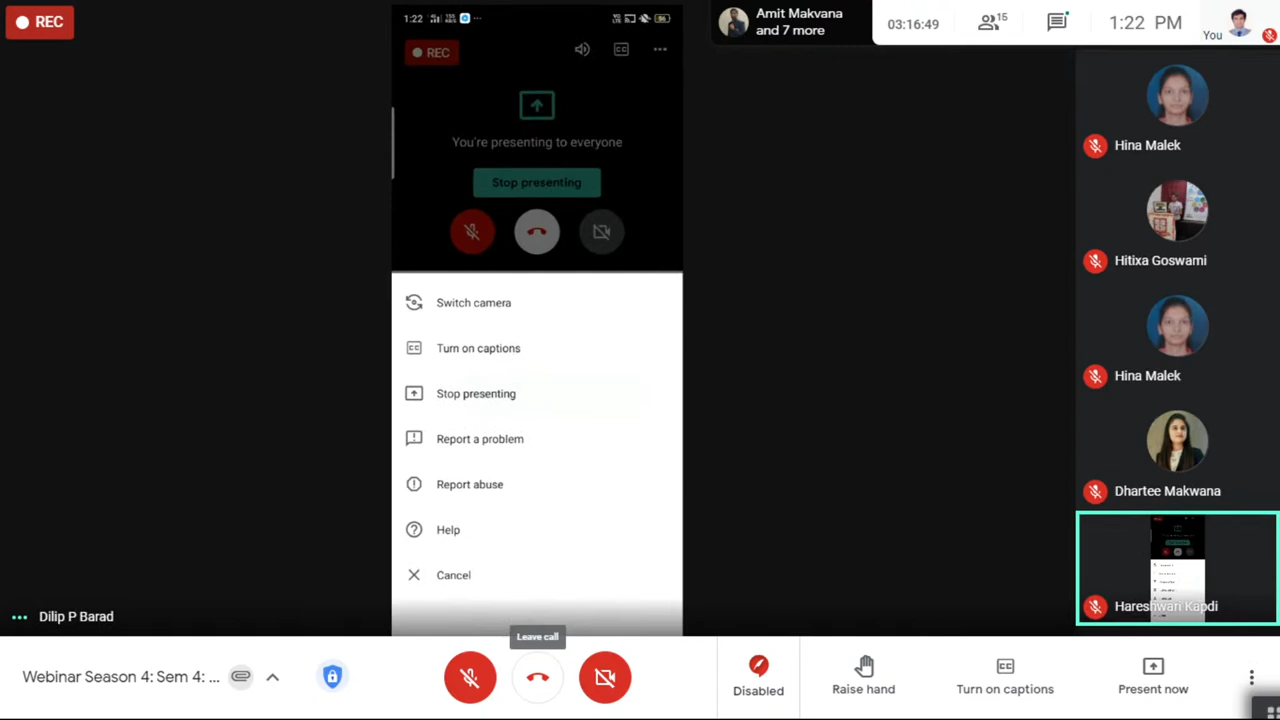 REC
1:22
56
REC
You're presenting to everyone
Stop presenting
Switch camera
Turn on captions
Stop presenting
Report a problem
Report abuse
Help
Cancel
Amit Makvana
and 7 more
03:16:49
15
1:22 PM
You
Hina Malek
Hitixa Goswami
Hina Malek
Dhartee Makwana
Hareshwari Kapdi
Dilip P Barad
Leave call
Webinar Season 4: Sem 4: ...
Disabled
Raise hand
Turn on captions
Present now